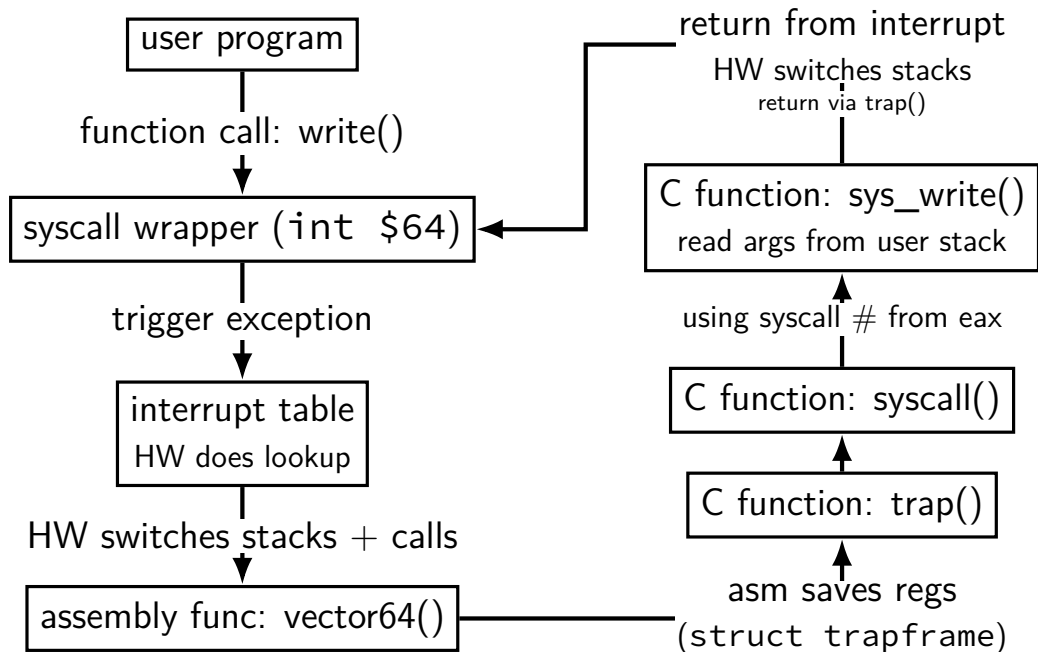 user program
function call: write()
syscall wrapper (int $64)
trigger exception
interrupt table
HW does lookup
HW switches stacks + calls
assembly func: vector64()
asm saves regs
(struct trapframe)
C function: trap()
C function: syscall()
using syscall # from eax
C function: sys_write()
read args from user stack
return via trap()
HW switches stacks
return from interrupt